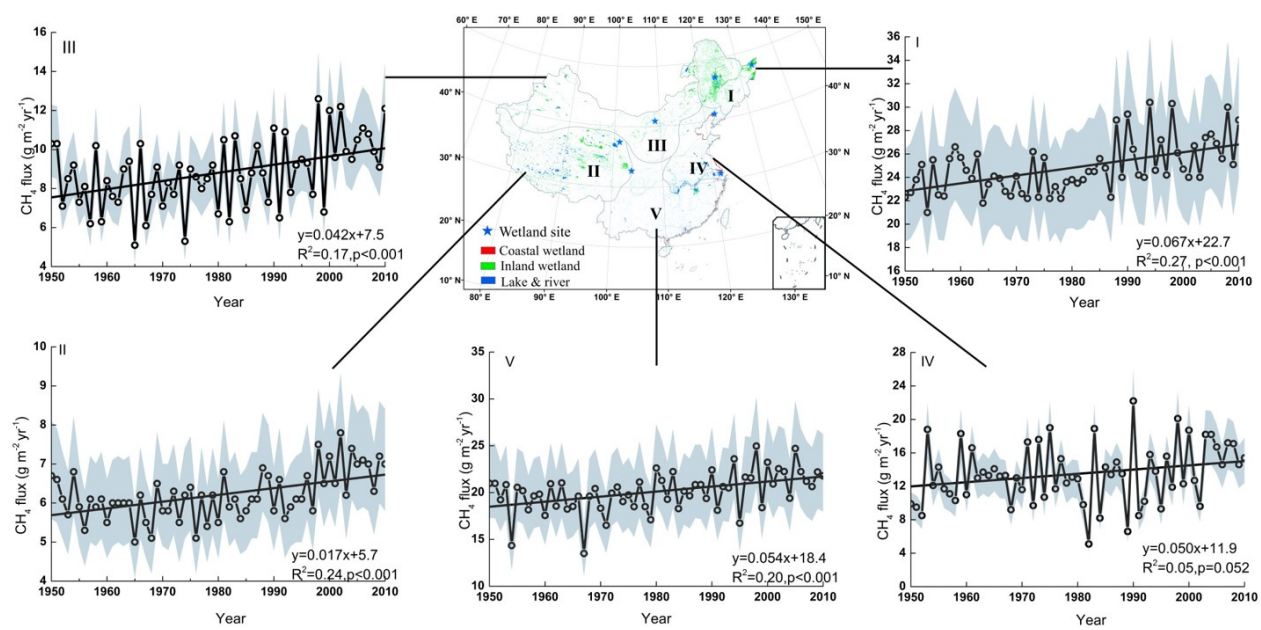 III
CH4 flux (g m-2 yr-1)
16
14
12
10
8
6
4
y=0.042x+7.5
R2=0.17,p<0.001
1950 1960 1970 1980 1990 2000 2010
Year
60° E 70° E 80° E 90° E 100° E 110° E 120° E 130° E 140° E
40° N
30° N
20° N
10° N
40° N
30° N
20° N
10° N
I
III
II
IV
V
Wetland site
Coastal wetland
Inland wetland
Lake & river
80° E 90° E 100° E 110° E 120° E 130° E
I
CH4 flux (g m-2 yr-1)
36
34
32
30
28
26
24
22
20
18
16
y=0.067x+22.7
R2=0.27, p<0.001
1950 1960 1970 1980 1990 2000 2010
Year
II
CH4 flux (g m-2 yr-1)
10
9
8
7
6
5
4
y=0.017x+5.7
R2=0.24,p<0.001
1950 1960 1970 1980 1990 2000 2010
Year
V
CH4 flux (g m-2 yr-1)
35
30
25
20
15
10
y=0.054x+18.4
R2=0.20,p<0.001
1950 1960 1970 1980 1990 2000 2010
Year
IV
CH4 flux (g m-2 yr-1)
28
24
20
16
12
8
4
0
y=0.050x+11.9
R2=0.05,p=0.052
1950 1960 1970 1980 1990 2000 2010
Year